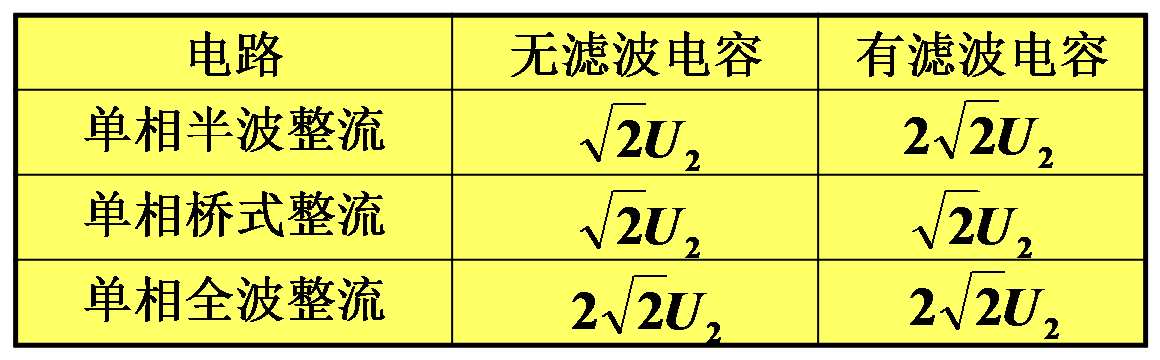 电路 无滤波电容 有滤波电容
单相半波整流 √2U₂ 2√2U₂
单相桥式整流 √2U₂ √2U₂
单相全波整流 2√2U₂ 2√2U₂